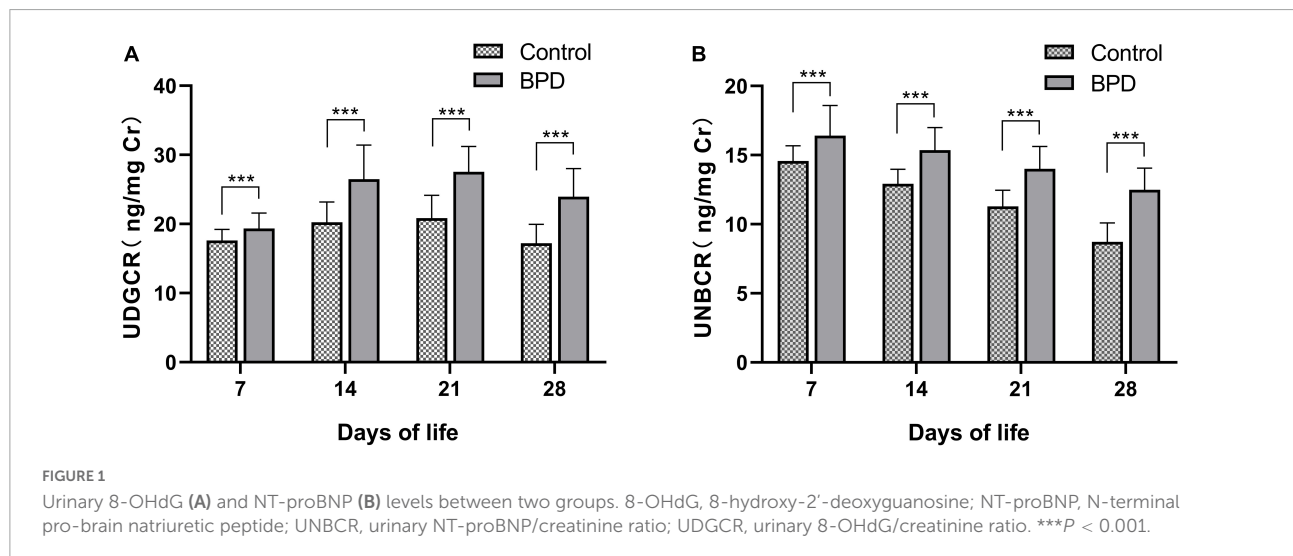 A
Control
BPD
40
30
20
10
0
UDGCR( ng/mg Cr)
***
***
***
***
7
14
21
28
Days of life
B
Control
BPD
20
15
10
5
0
UNBCR( ng/mg Cr)
***
***
***
***
7
14
21
28
Days of life
FIGURE 1
Urinary 8-OHdG (A) and NT-proBNP (B) levels between two groups. 8-OHdG, 8-hydroxy-2’-deoxyguanosine; NT-proBNP, N-terminal
pro-brain natriuretic peptide; UNBCR, urinary NT-proBNP/creatinine ratio; UDGCR, urinary 8-OHdG/creatinine ratio. ***P < 0.001.